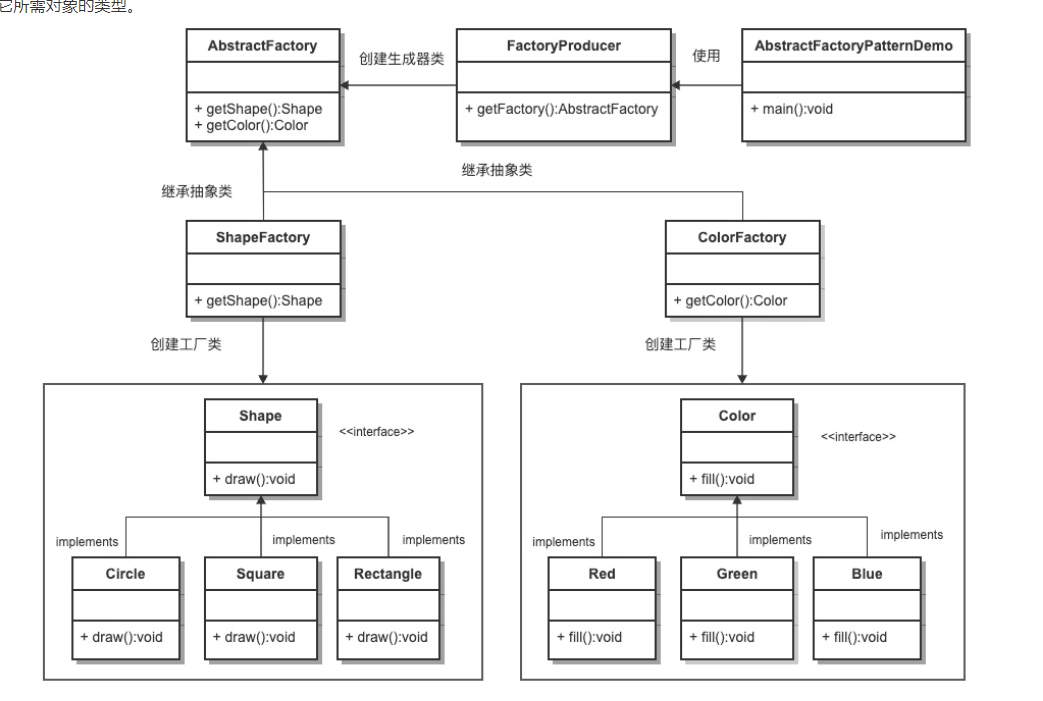 它所需对象的类型。
AbstractFactory
+ getShape():Shape
+ getColor():Color
创建生成器类
FactoryProducer
+ getFactory():AbstractFactory
使用
AbstractFactoryPatternDemo
+ main():void
继承抽象类
继承抽象类
ShapeFactory
+ getShape():Shape
ColorFactory
+ getColor():Color
创建工厂类
创建工厂类
Shape
<<interface>>
+ draw():void
implements
implements
implements
Circle
+ draw():void
Square
+ draw():void
Rectangle
+ draw():void
Color
<<interface>>
+ fill():void
implements
implements
implements
Red
+ fill():void
Green
+ fill():void
Blue
+ fill():void